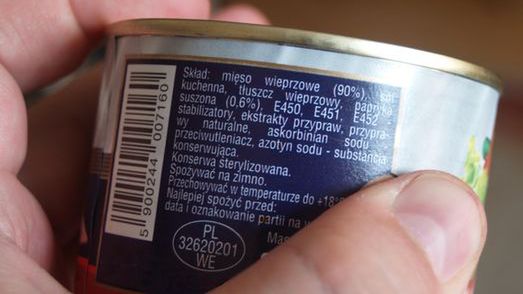 Skład: mięso wieprzowe (90%), sól
kuchenna, tłuszcz wieprzowy, papryka
suszona (0,6%), E450, E451, E452 -
stabilizatory, ekstrakty przypraw, przypra-
wy naturalne, askorbinian sodu -
przeciwutleniacz, azotyn sodu - substancja
konserwująca.
Konserwa sterylizowana.
Spożywać na zimno.
Przechowywać w temperaturze do +18°
Najlepiej spożyć przed:
data i oznakowanie partii na
Mas
5 900244 007160
PL
32620201
WE